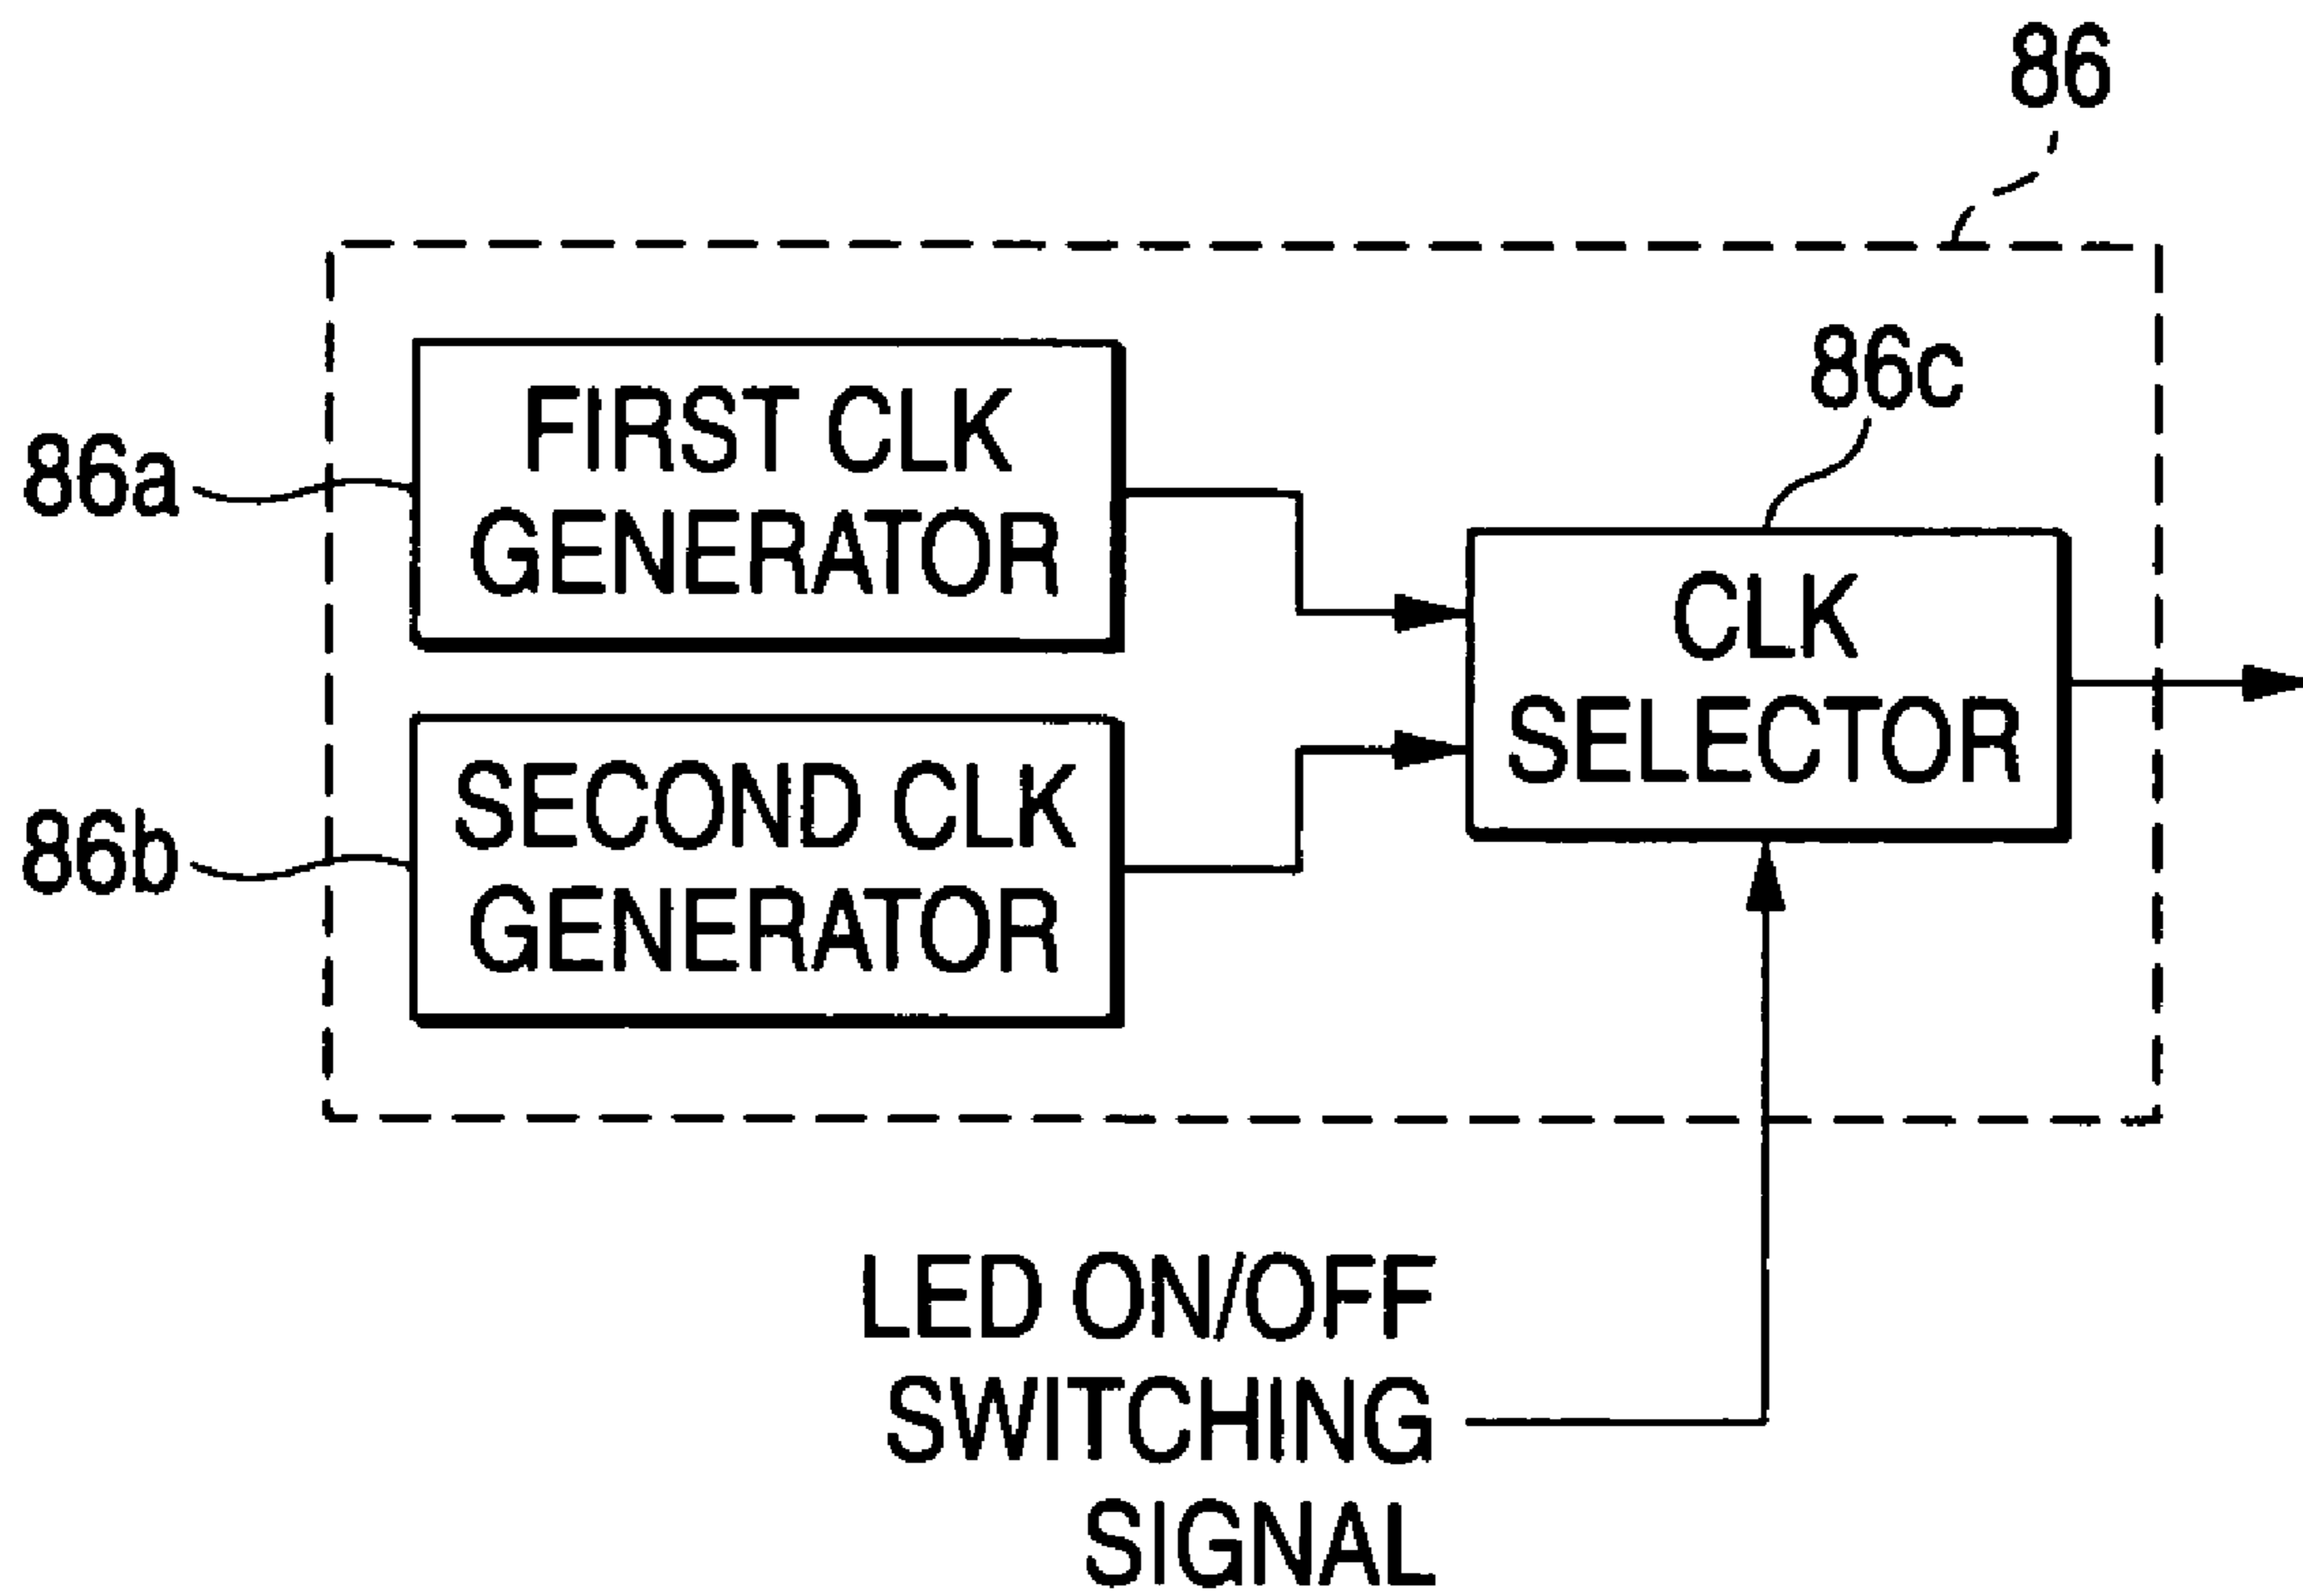 86
86c
86a
FIRST CLK
GENERATOR
CLK
SELECTOR
86b
SECOND CLK
GENERATOR
LED ON/OFF
SWITCHING
SIGNAL